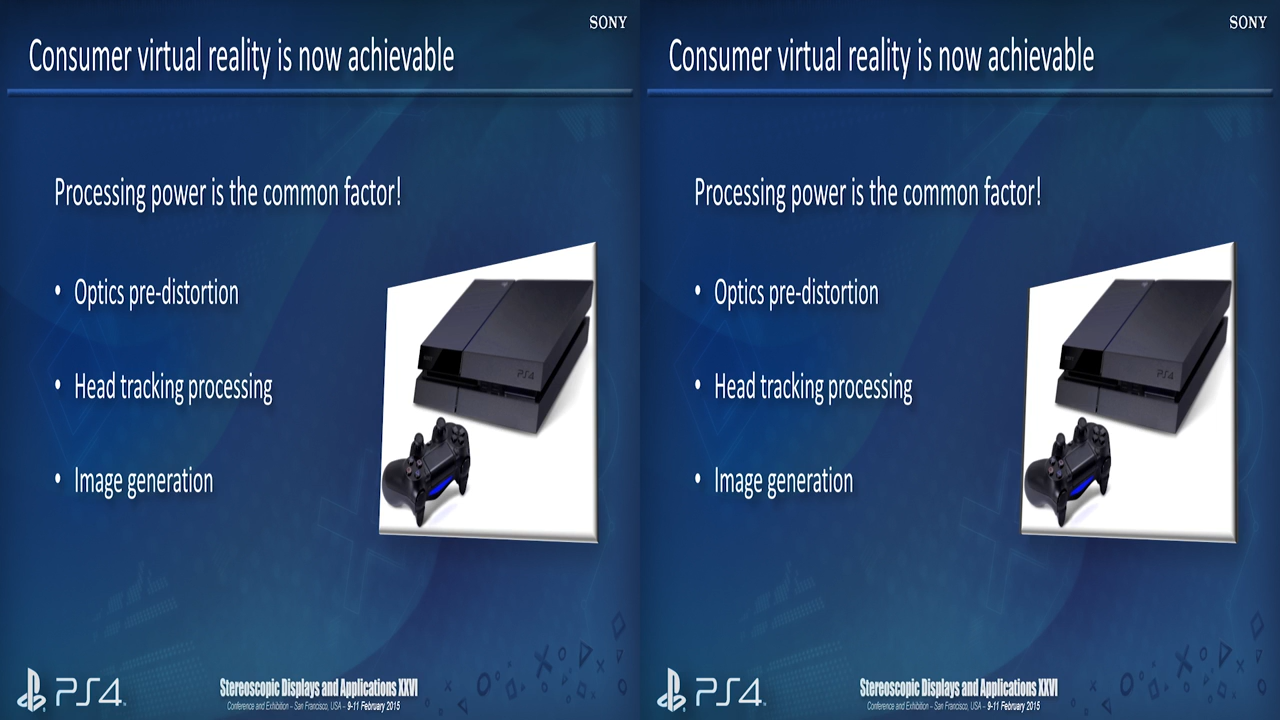 SONY
Consumer virtual reality is now achievable
Processing power is the common factor!
• Optics pre-distortion
• Head tracking processing
• Image generation
PS4
PS4
Stereoscopic Displays and Applications XXVI
Conference and Exhibition – San Francisco, USA – 9-11 February 2015
SONY
Consumer virtual reality is now achievable
Processing power is the common factor!
• Optics pre-distortion
• Head tracking processing
• Image generation
PS4
PS4
Stereoscopic Displays and Applications XXVI
Conference and Exhibition – San Francisco, USA – 9-11 February 2015